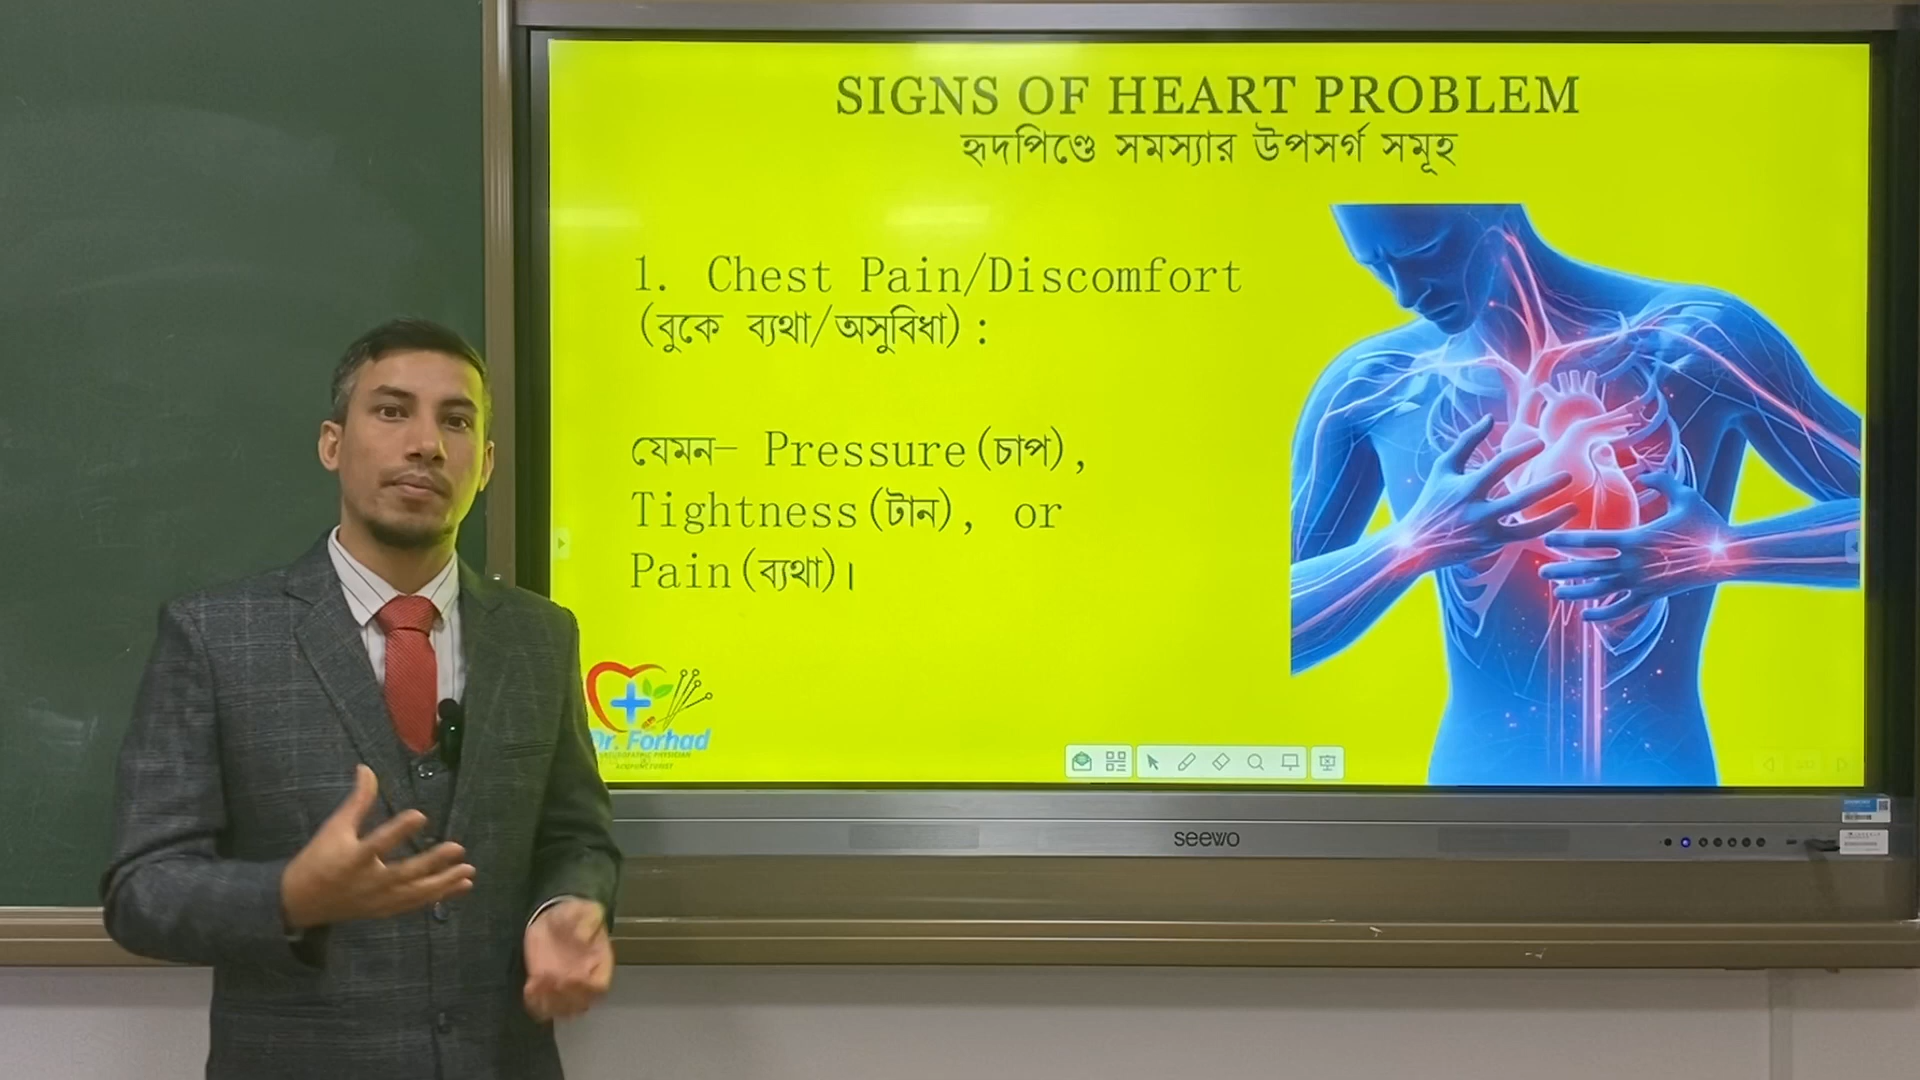 SIGNS OF HEART PROBLEM
হৃদপিণ্ডে সমস্যার উপসর্গ সমূহ
1. Chest Pain/Discomfort
(বুকে ব্যথা/অসুবিধা):
যেমন- Pressure(চাপ),
Tightness(টান), or
Pain(ব্যথা)।
Dr. Forhad
ACUPUNCTURIST
seewo